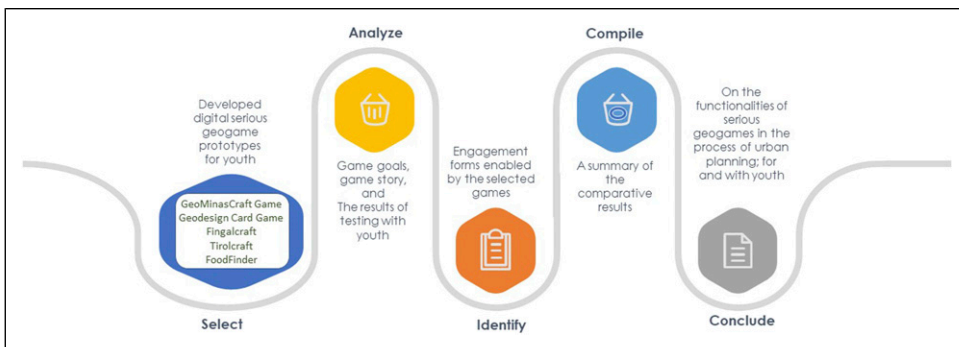 Developed
digital serious
geogame
prototypes
for youth
GeoMinasCraft Game
Geodesign Card Game
Fingalcraft
Tirolcraft
FoodFinder
Select
Analyze
Game goals,
game story,
and
The results of
testing with
youth
Engagement
forms enabled
by the selected
games
Identify
Compile
A summary of
the
comparative
results
On the
functionalities of
serious
geogames in the
process of urban
planning; for
and with youth
Conclude